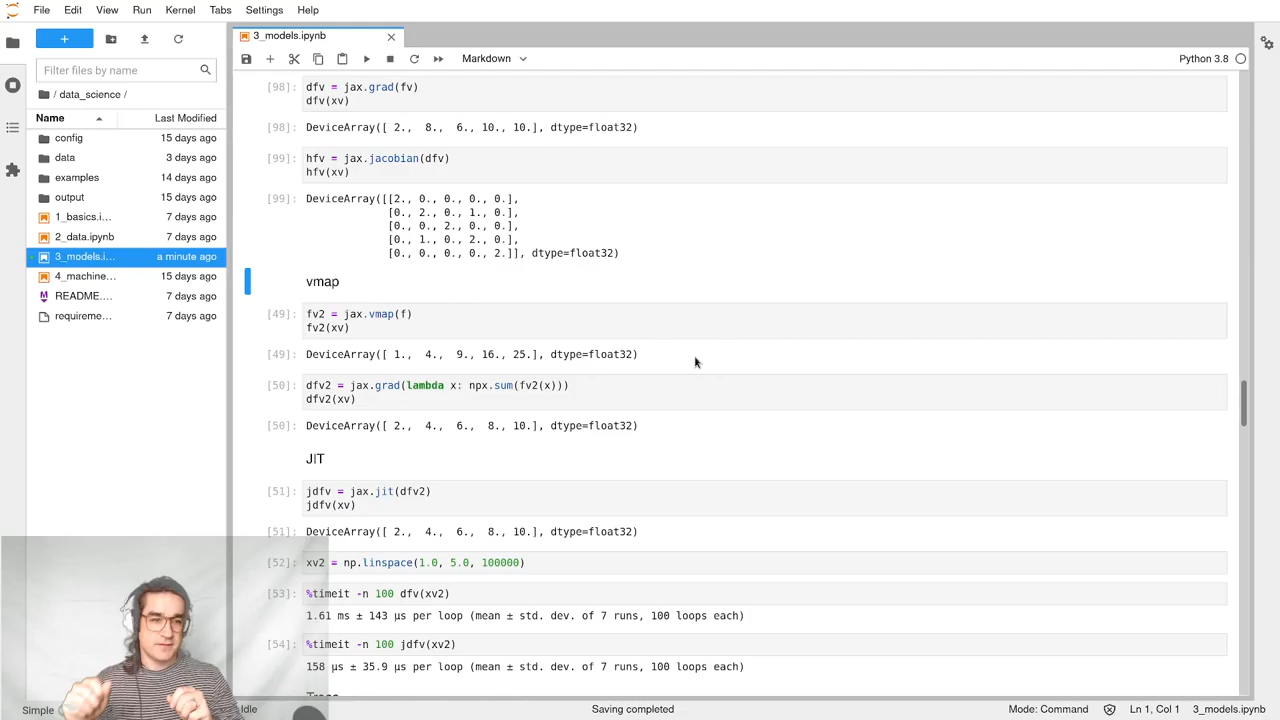 File Edit View Run Kernel Tabs Settings Help
3_models.ipynb
Markdown
Python 3.8
Filter files by name
/ data_science /
Name Last Modified
config 15 days ago
data 3 days ago
examples 14 days ago
output 15 days ago
1_basics.i... 7 days ago
2_data.ipynb 7 days ago
3_models.i... a minute ago
4_machine... 15 days ago
README.... 7 days ago
requireme... 7 days ago
[98]: dfv = jax.grad(fv)
dfv(xv)
[98]: DeviceArray([ 2., 8., 6., 10., 10.], dtype=float32)
[99]: hfv = jax.jacobian(dfv)
hfv(xv)
[99]: DeviceArray([[2., 0., 0., 0., 0.],
[0., 2., 0., 1., 0.],
[0., 0., 2., 0., 0.],
[0., 1., 0., 2., 0.],
[0., 0., 0., 0., 2.]], dtype=float32)
vmap
[49]: fv2 = jax.vmap(f)
fv2(xv)
[49]: DeviceArray([ 1., 4., 9., 16., 25.], dtype=float32)
[50]: dfv2 = jax.grad(lambda x: npx.sum(fv2(x)))
dfv2(xv)
[50]: DeviceArray([ 2., 4., 6., 8., 10.], dtype=float32)
JIT
[51]: jdfv = jax.jit(dfv2)
jdfv(xv)
[51]: DeviceArray([ 2., 4., 6., 8., 10.], dtype=float32)
[52]: xv2 = np.linspace(1.0, 5.0, 100000)
[53]: %timeit -n 100 dfv(xv2)
1.61 ms ± 143 µs per loop (mean ± std. dev. of 7 runs, 100 loops each)
[54]: %timeit -n 100 jdfv(xv2)
158 µs ± 35.9 µs per loop (mean ± std. dev. of 7 runs, 100 loops each)
Simple Idle Saving completed Mode: Command Ln 1, Col 1 3_models.ipynb